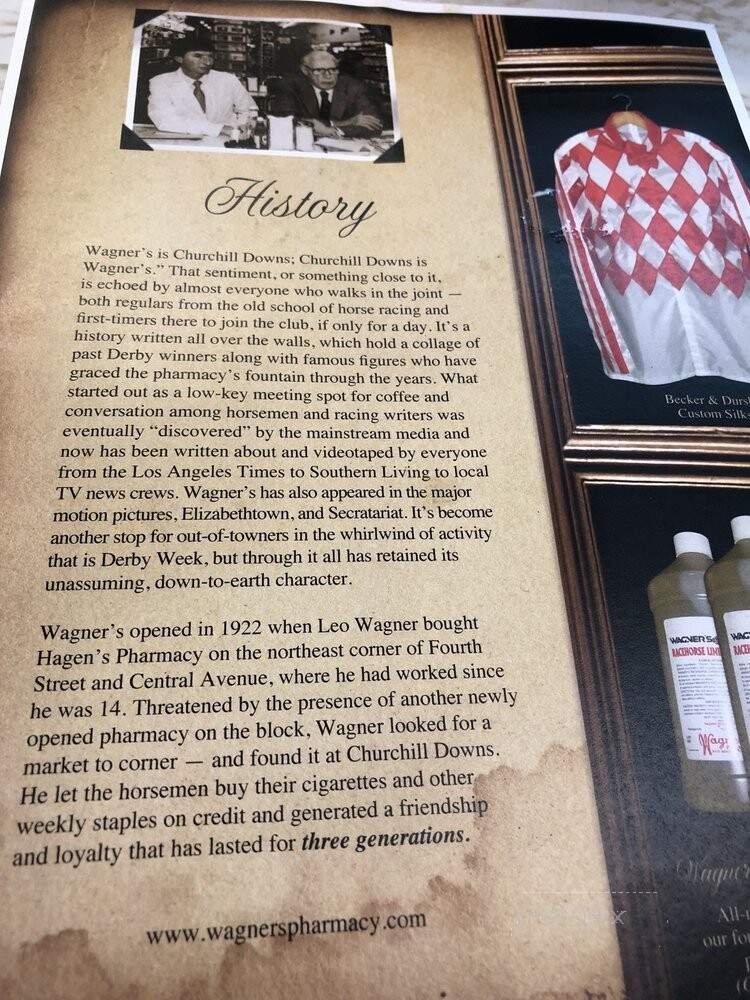 History
Wagner's is Churchill Downs; Churchill Downs is
Wagner's." That sentiment, or something close to it,
is echoed by almost everyone who walks in the joint —
both regulars from the old school of horse racing and
first-timers there to join the club, if only for a day. It's a
history written all over the walls, which hold a collage of
past Derby winners along with famous figures who have
graced the pharmacy's fountain through the years. What
started out as a low-key meeting spot for coffee and
conversation among horsemen and racing writers was
eventually "discovered" by the mainstream media and
now has been written about and videotaped by everyone
from the Los Angeles Times to Southern Living to local
TV news crews. Wagner's has also appeared in the major
motion pictures, Elizabethtown, and Secratariat. It's become
another stop for out-of-towners in the whirlwind of activity
that is Derby Week, but through it all has retained its
unassuming, down-to-earth character.
Wagner's opened in 1922 when Leo Wagner bought
Hagen's Pharmacy on the northeast corner of Fourth
Street and Central Avenue, where he had worked since
he was 14. Threatened by the presence of another newly
opened pharmacy on the block, Wagner looked for a
market to corner — and found it at Churchill Downs.
He let the horsemen buy their cigarettes and other
weekly staples on credit and generated a friendship
and loyalty that has lasted for three generations.
www.wagnerspharmacy.com
Becker & Durs
Custom Silk
WAGNER
RACEHORSE
Wagner
All-
our fo